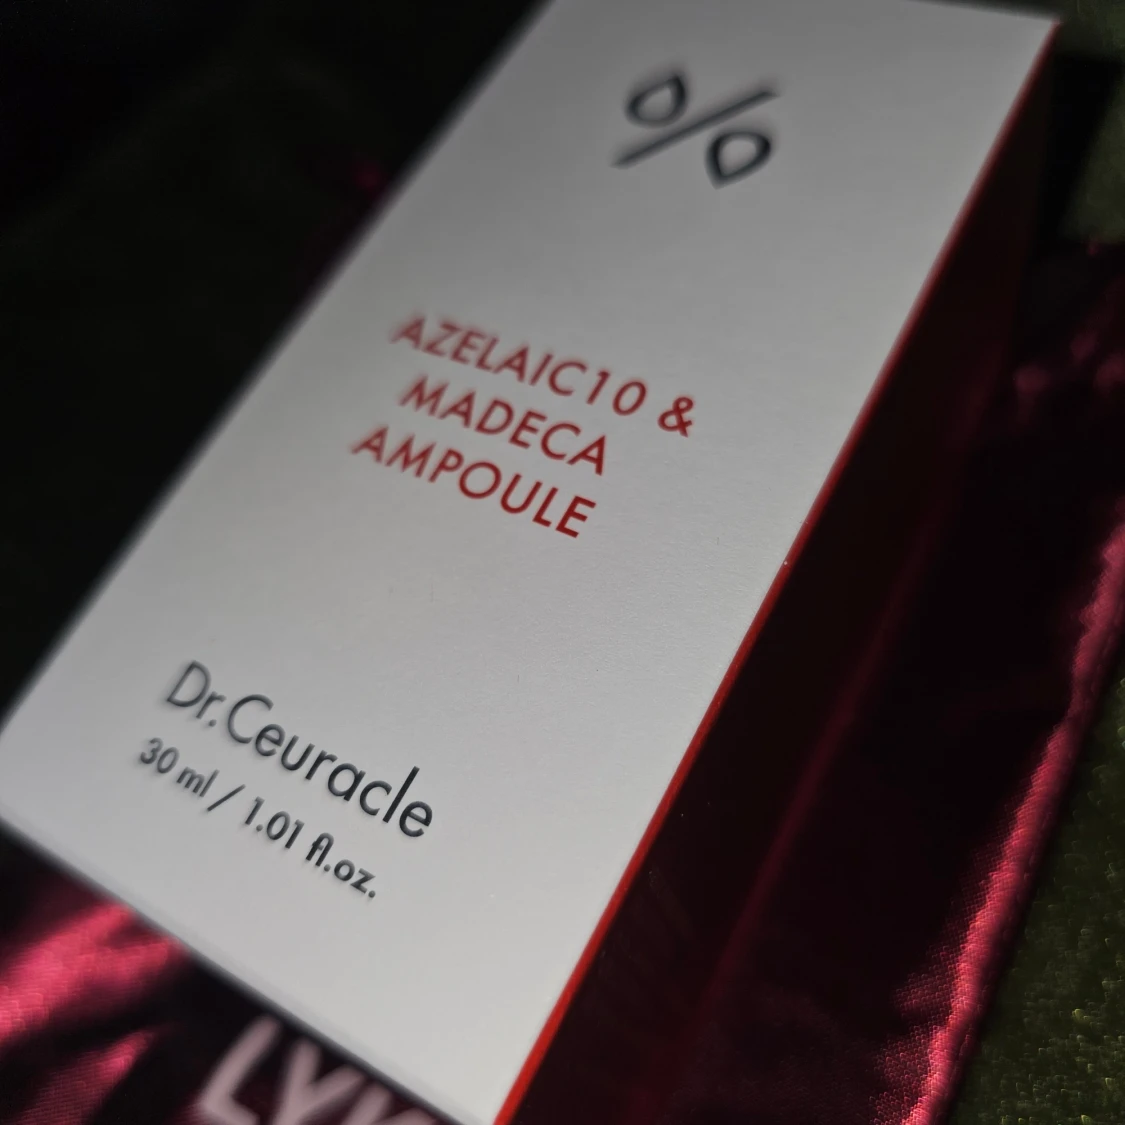 %
AZELAIC10 &
MADECA
AMPOULE
Dr.Ceuracle
30 ml / 1.01 fl.oz.